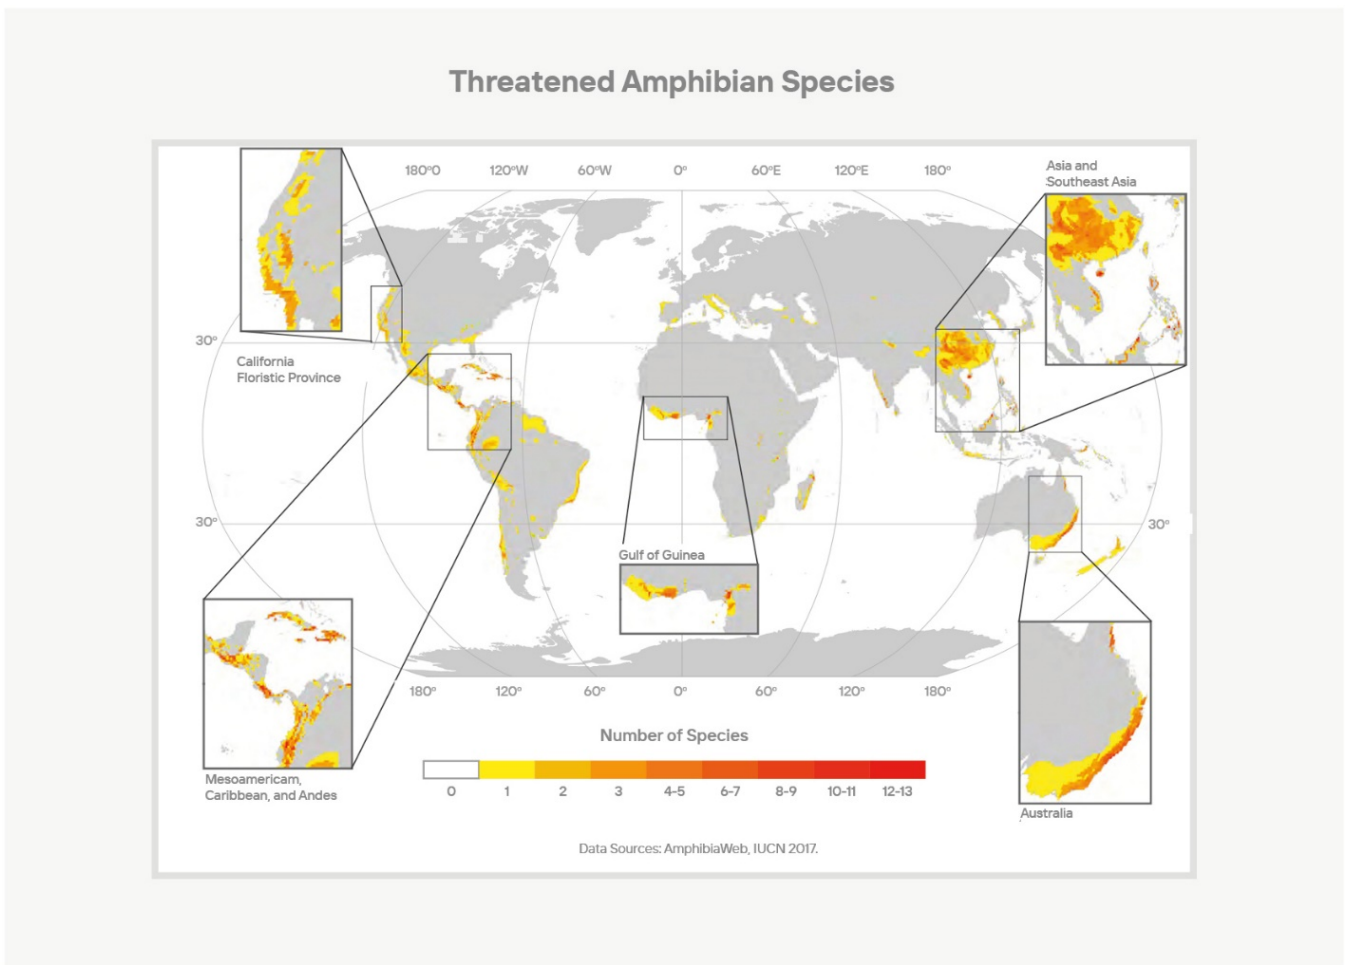 Threatened Amphibian Species
180°0 120°W 60°W 0° 60°E 120°E 180°
Asia and
Southeast Asia
30°
California
Floristic Province
30°
30°
Gulf of Guinea
180° 120° 60° 0° 60° 120° 180°
Number of Species
0 1 2 3 4-5 6-7 8-9 10-11 12-13
Mesoamericam,
Caribbean, and Andes
Australia
Data Sources: AmphibiaWeb, IUCN 2017.